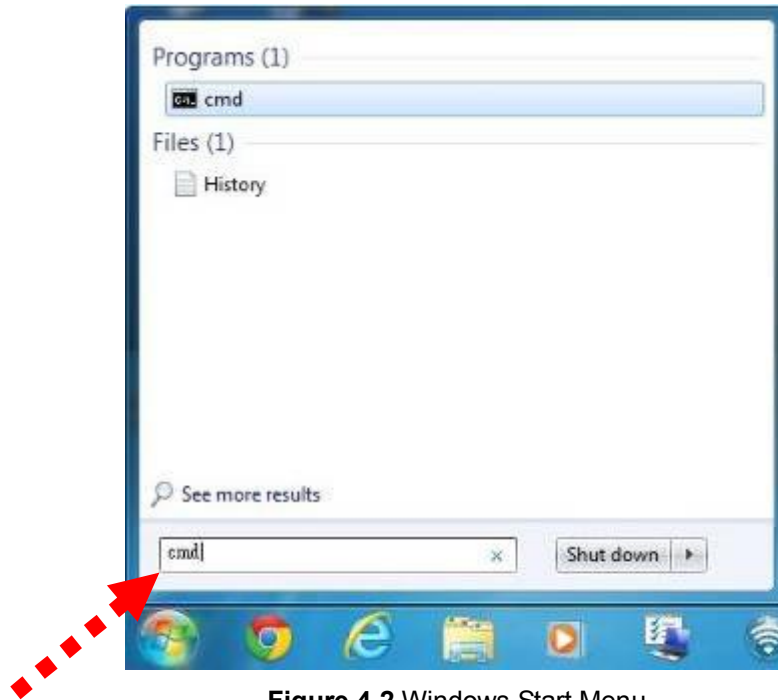 Programs (1)
cmd
Files (1)
History
See more results
cmd
Shut down
Figure 4-2 Windows Start Menu